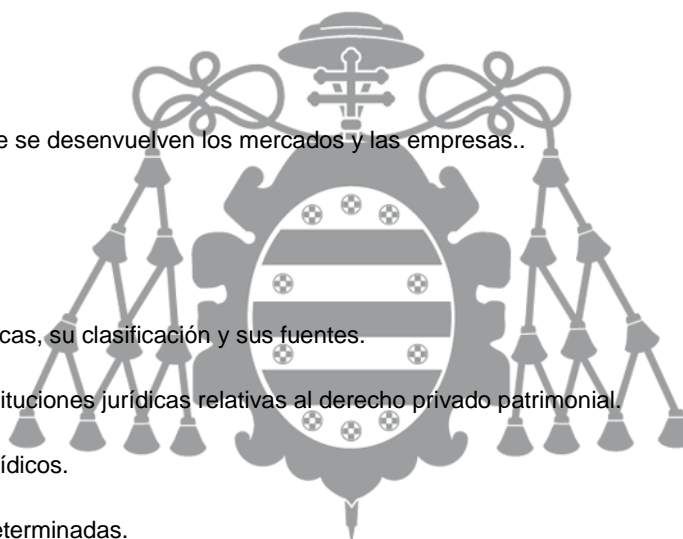 e se desenvuelven los mercados y las empresas..
cas, su clasificación y sus fuentes.
ituciones jurídicas relativas al derecho privado patrimonial.
ídicos.
eterminadas.